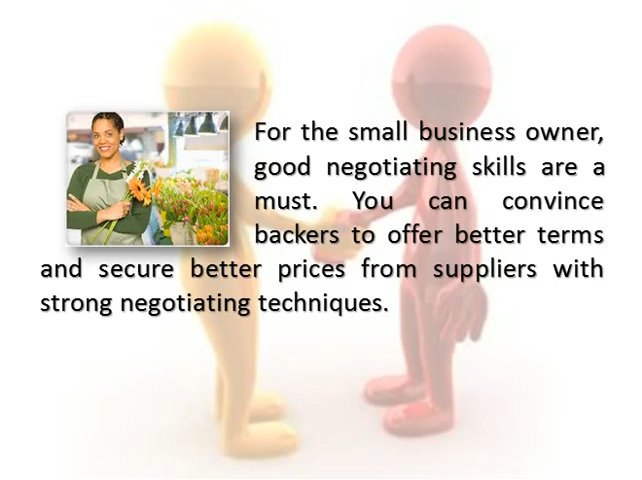 For the small business owner,
good negotiating skills are a
must. You can convince
backers to offer better terms
and secure better prices from suppliers with
strong negotiating techniques.